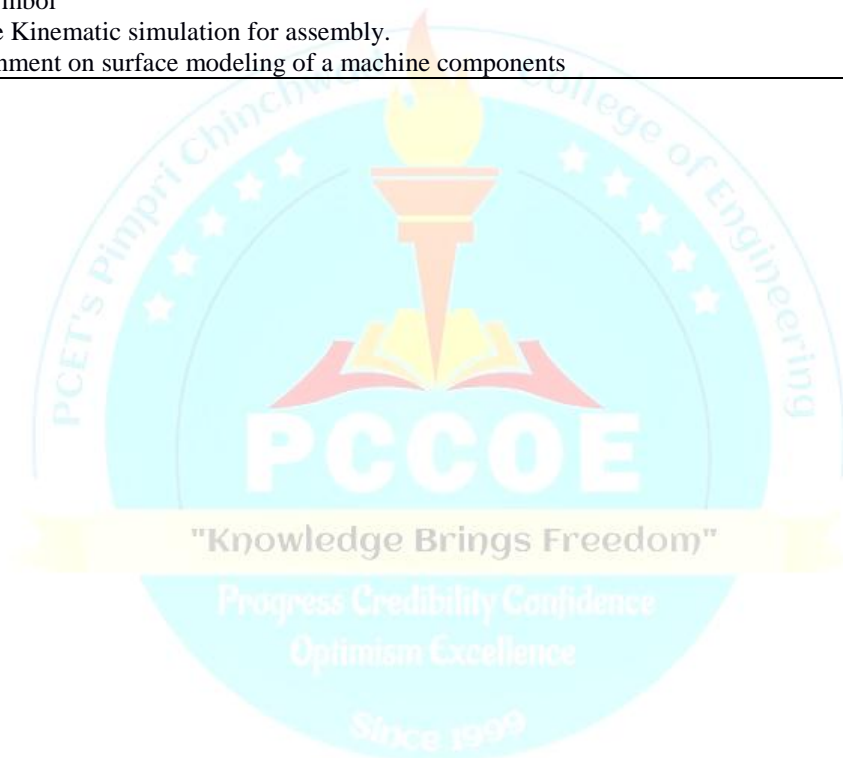 mbol
e Kinematic simulation for assembly.
nment on surface modeling of a machine components
PCET's Pimpri Chinchwad College of Engineering
PCCOE
"Knowledge Brings Freedom"
Progress Credibility Confidence
Optimism Excellence
Since 1999